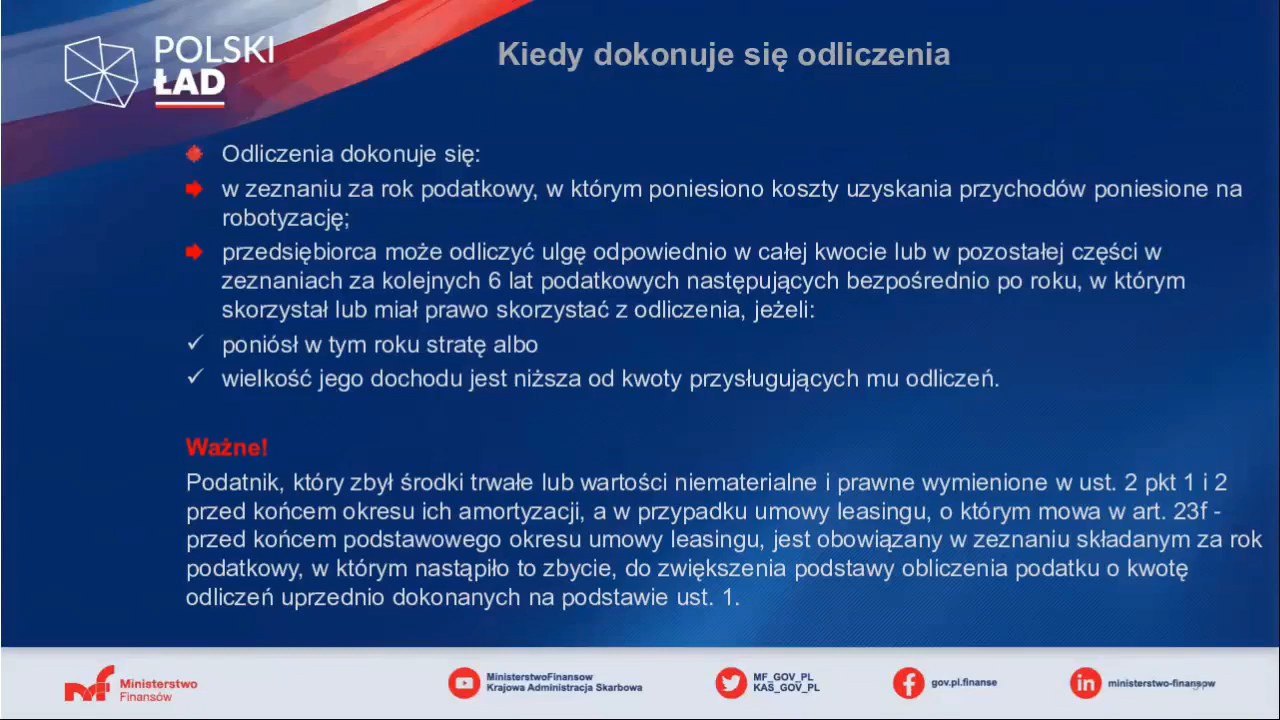 POLSKI
ŁAD
Kiedy dokonuje się odliczenia
Odliczenia dokonuje się:
w zeznaniu za rok podatkowy, w którym poniesiono koszty uzyskania przychodów poniesione na
robotyzację;
przedsiębiorca może odliczyć ulgę odpowiednio w całej kwocie lub w pozostałej części w
zeznaniach za kolejnych 6 lat podatkowych następujących bezpośrednio po roku, w którym
skorzystał lub miał prawo skorzystać z odliczenia, jeżeli:
poniósł w tym roku stratę albo
wielkość jego dochodu jest niższa od kwoty przysługujących mu odliczeń.
Ważne!
Podatnik, który zbył środki trwałe lub wartości niematerialne i prawne wymienione w ust. 2 pkt 1 i 2
przed końcem okresu ich amortyzacji, a w przypadku umowy leasingu, o którym mowa w art. 23f -
przed końcem podstawowego okresu umowy leasingu, jest obowiązany w zeznaniu składanym za rok
podatkowy, w którym nastąpiło to zbycie, do zwiększenia podstawy obliczenia podatku o kwotę
odliczeń uprzednio dokonanych na podstawie ust. 1.
Ministerstwo
Finansów
MinisterstwoFinansow
Krajowa Administracja Skarbowa
MF_GOV_PL
KAS_GOV_PL
gov.pl.finanse